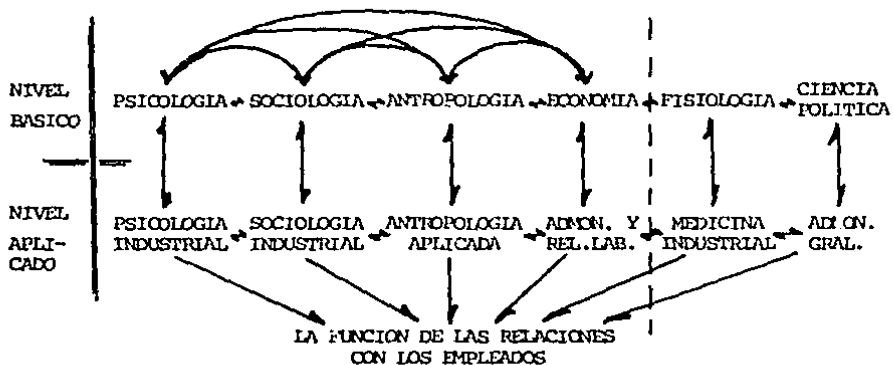 NIVEL BASICO
PSICOLOGIA SOCIOLOGIA ANTROPOLOGIA ECONOMIA FISIOLOGIA CIENCIA POLITICA
NIVEL APLI-
CADO
PSICOLOGIA INDUSTRIAL
SOCIOLOGIA INDUSTRIAL
ANTROPOLOGIA APLICADA
ADMON. Y REL.LAB.
MEDICINA INDUSTRIAL
ADMON. GRAL.
LA FUNCION DE LAS RELACIONES
CON LOS EMPLEADOS